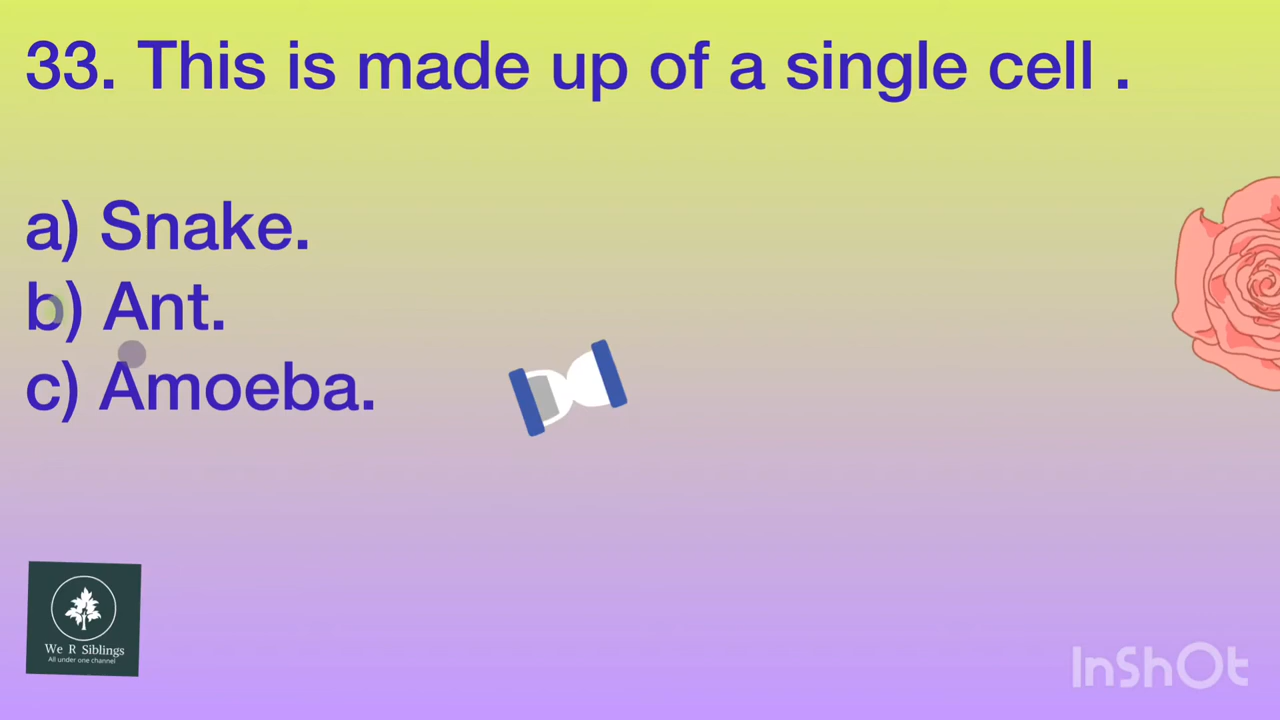 33. This is made up of a single cell .
a) Snake.
b) Ant.
c) Amoeba.
We R Siblings
All under one channel
InShOt